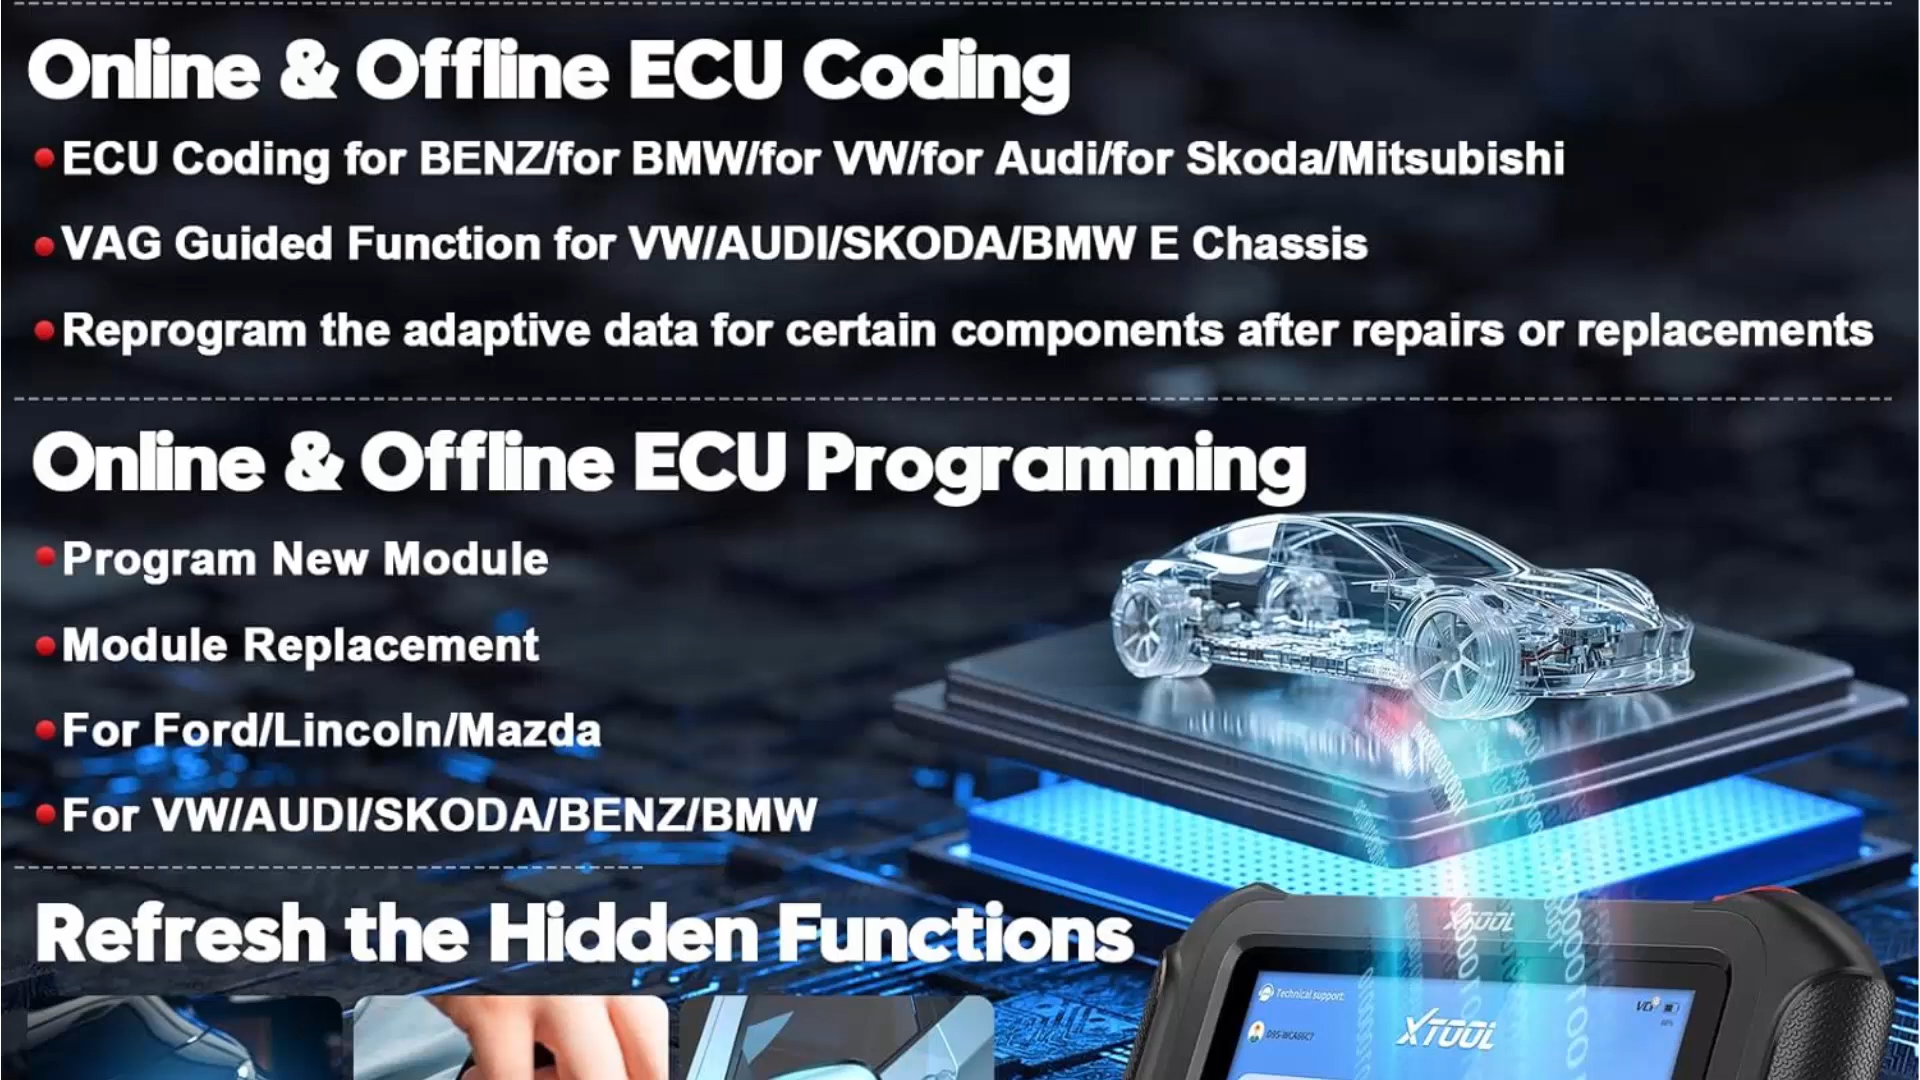 Online & Offline ECU Coding
ECU Coding for BENZ/for BMW/for VW/for Audi/for Skoda/Mitsubishi
VAG Guided Function for VW/AUDI/SKODA/BMW E Chassis
Reprogram the adaptive data for certain components after repairs or replacements
Online & Offline ECU Programming
Program New Module
Module Replacement
For Ford/Lincoln/Mazda
For VW/AUDI/SKODA/BENZ/BMW
Refresh the Hidden Functions
XTOOL
Technical support:
VCI
XTOOL